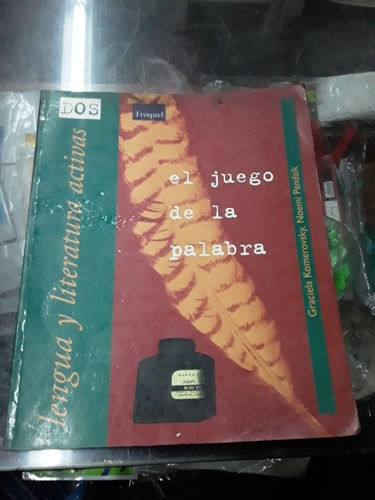 DOS
Troquel
lengua y literatura activas
el juego
de la
palabra
Graciela Komerovsky, Noemí Pendzik